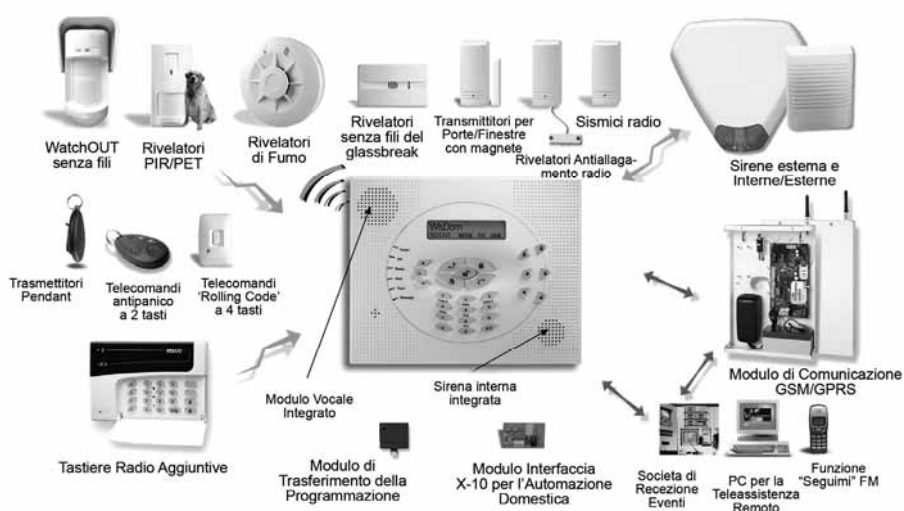 WatchOUT
senza fili
Rivelatori
PIR/PET
Rivelatori
di Fumo
Rivelatori
senza fili del
glassbreak
Transmittitori per
Porte/Finestre
con magnete
Sismici radio
Rivelatori Antiallaga-
mento radio
Sirene esterna e
Interne/Esterne
Trasmettitori
Pendant
Telecomandi
antipanico
a 2 tasti
Telecomandi
'Rolling Code'
a 4 tasti
WisDom
Modulo Vocale
Integrato
Sirena interna
integrata
Modulo di Comunicazione
GSM/GPRS
Tastiere Radio Aggiuntive
Modulo di
Trasferimento della
Programmazione
Modulo Interfaccia
X-10 per l'Automazione
Domestica
Societa di
Recezione
Eventi
PC per la
Teleassistenza
Remoto
Funzione
"Seguimi" FM